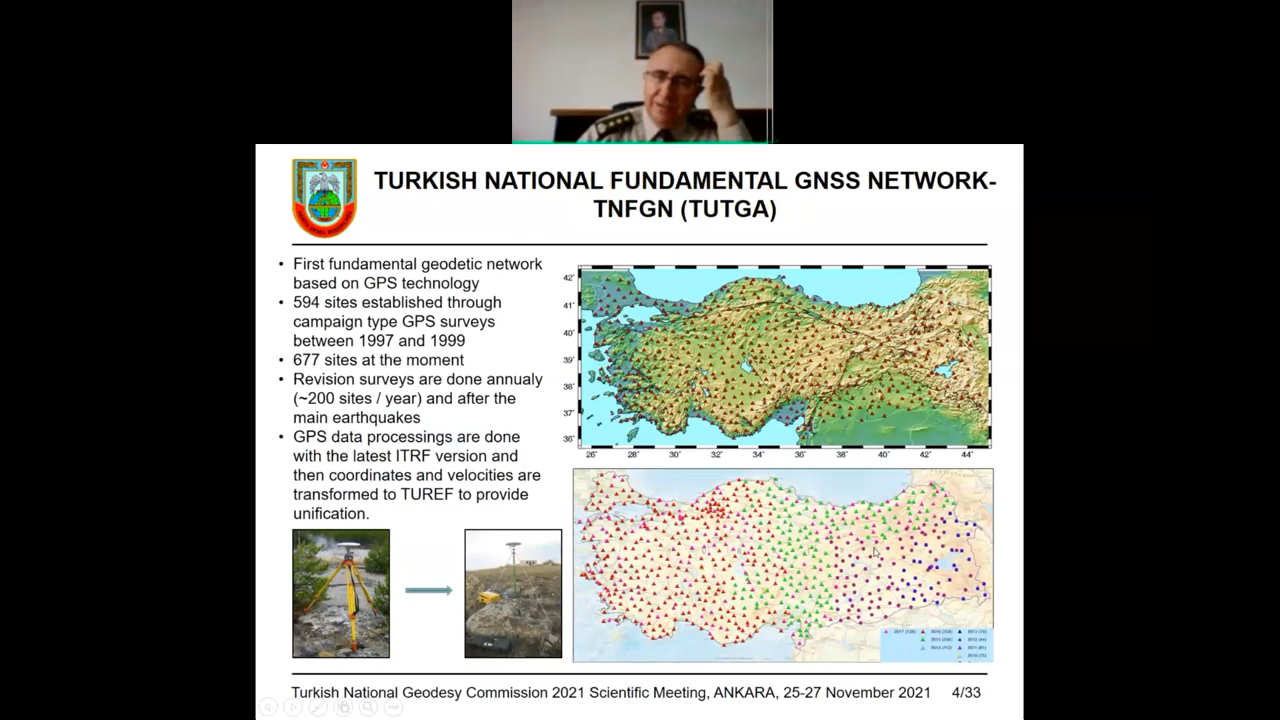 TURKISH NATIONAL FUNDAMENTAL GNSS NETWORK-
TNFGN (TUTGA)
• First fundamental geodetic network
based on GPS technology
• 594 sites established through
campaign type GPS surveys
between 1997 and 1999
• 677 sites at the moment
• Revision surveys are done annualy
(~200 sites / year) and after the
main earthquakes
• GPS data processings are done
with the latest ITRF version and
then coordinates and velocities are
transformed to TUREF to provide
unification.
42°
41°
40°
39°
38°
37°
36°
26° 28° 30° 32° 34° 36° 38° 40° 42° 44°
Turkish National Geodesy Commission 2021 Scientific Meeting, ANKARA, 25-27 November 2021 4/33